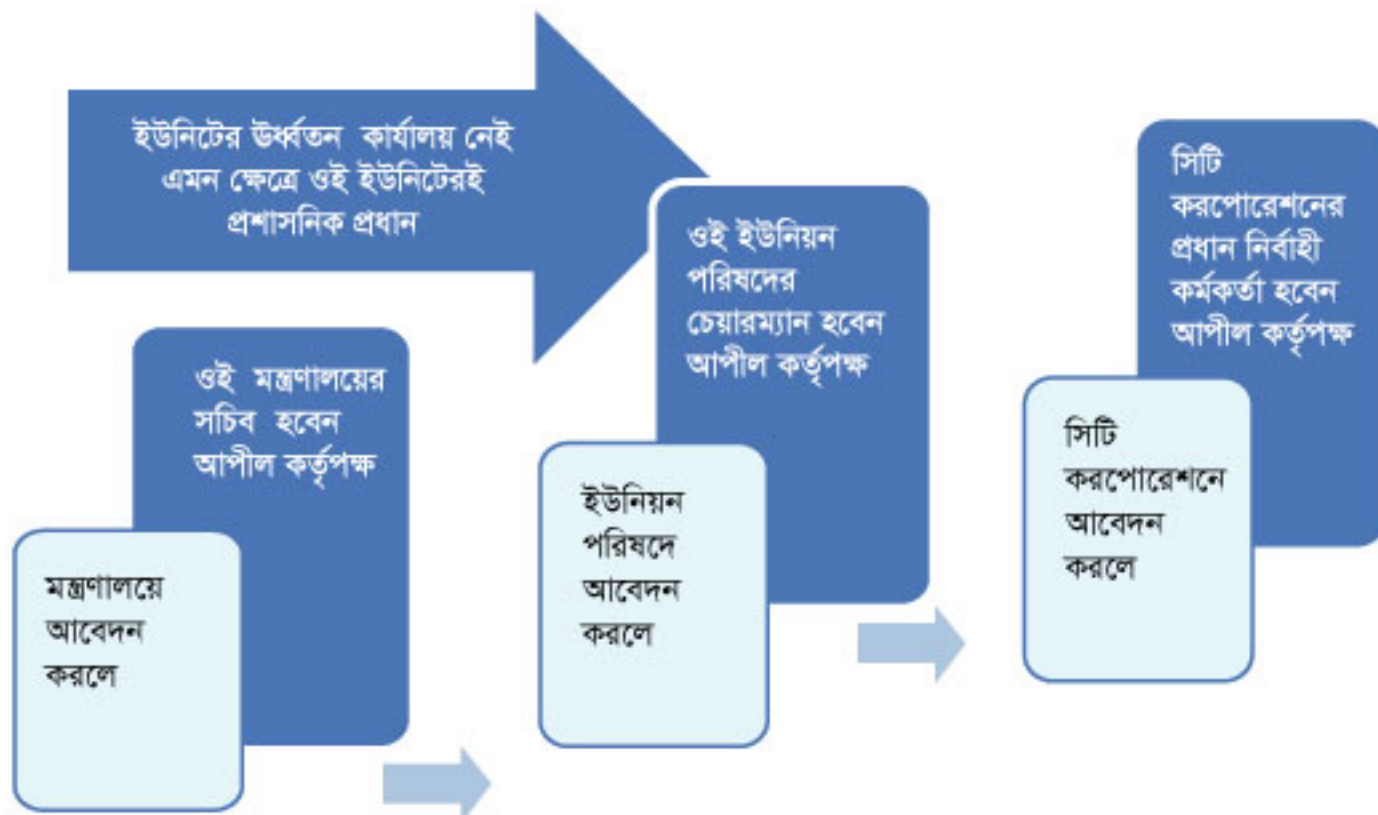 ইউনিটের ঊর্ধ্বতন কার্যালয় নেই
এমন ক্ষেত্রে ওই ইউনিটেরই
প্রশাসনিক প্রধান
ওই মন্ত্রণালয়ের
সচিব হবেন
আপীল কর্তৃপক্ষ
মন্ত্রণালয়ে
আবেদন
করলে
ওই ইউনিয়ন
পরিষদের
চেয়ারম্যান হবেন
আপীল কর্তৃপক্ষ
ইউনিয়ন
পরিষদে
আবেদন
করলে
সিটি
করপোরেশনের
প্রধান নির্বাহী
কর্মকর্তা হবেন
আপীল কর্তৃপক্ষ
সিটি
করপোরেশনে
আবেদন
করলে